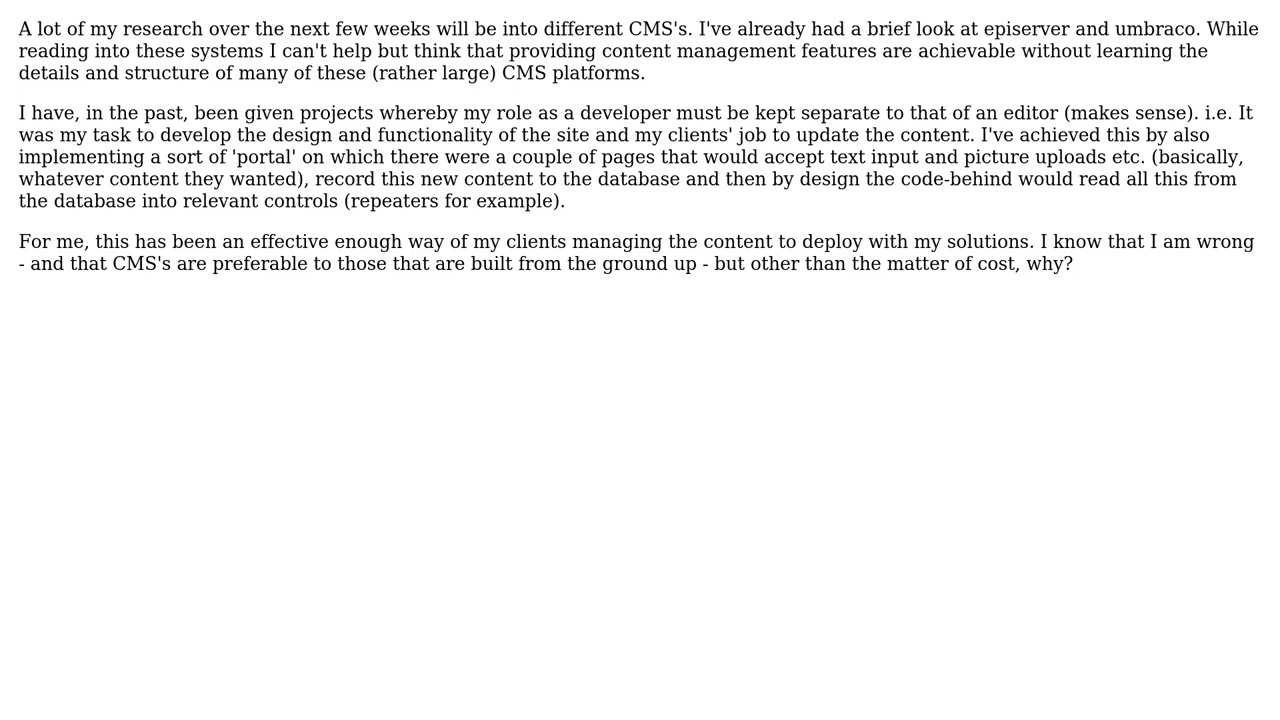 A lot of my research over the next few weeks will be into different CMS's. I've already had a brief look at episerver and umbraco. While
reading into these systems I can't help but think that providing content management features are achievable without learning the
details and structure of many of these (rather large) CMS platforms.
I have, in the past, been given projects whereby my role as a developer must be kept separate to that of an editor (makes sense). i.e. It
was my task to develop the design and functionality of the site and my clients' job to update the content. I've achieved this by also
implementing a sort of 'portal' on which there were a couple of pages that would accept text input and picture uploads etc. (basically,
whatever content they wanted), record this new content to the database and then by design the code-behind would read all this from
the database into relevant controls (repeaters for example).
For me, this has been an effective enough way of my clients managing the content to deploy with my solutions. I know that I am wrong
- and that CMS's are preferable to those that are built from the ground up - but other than the matter of cost, why?